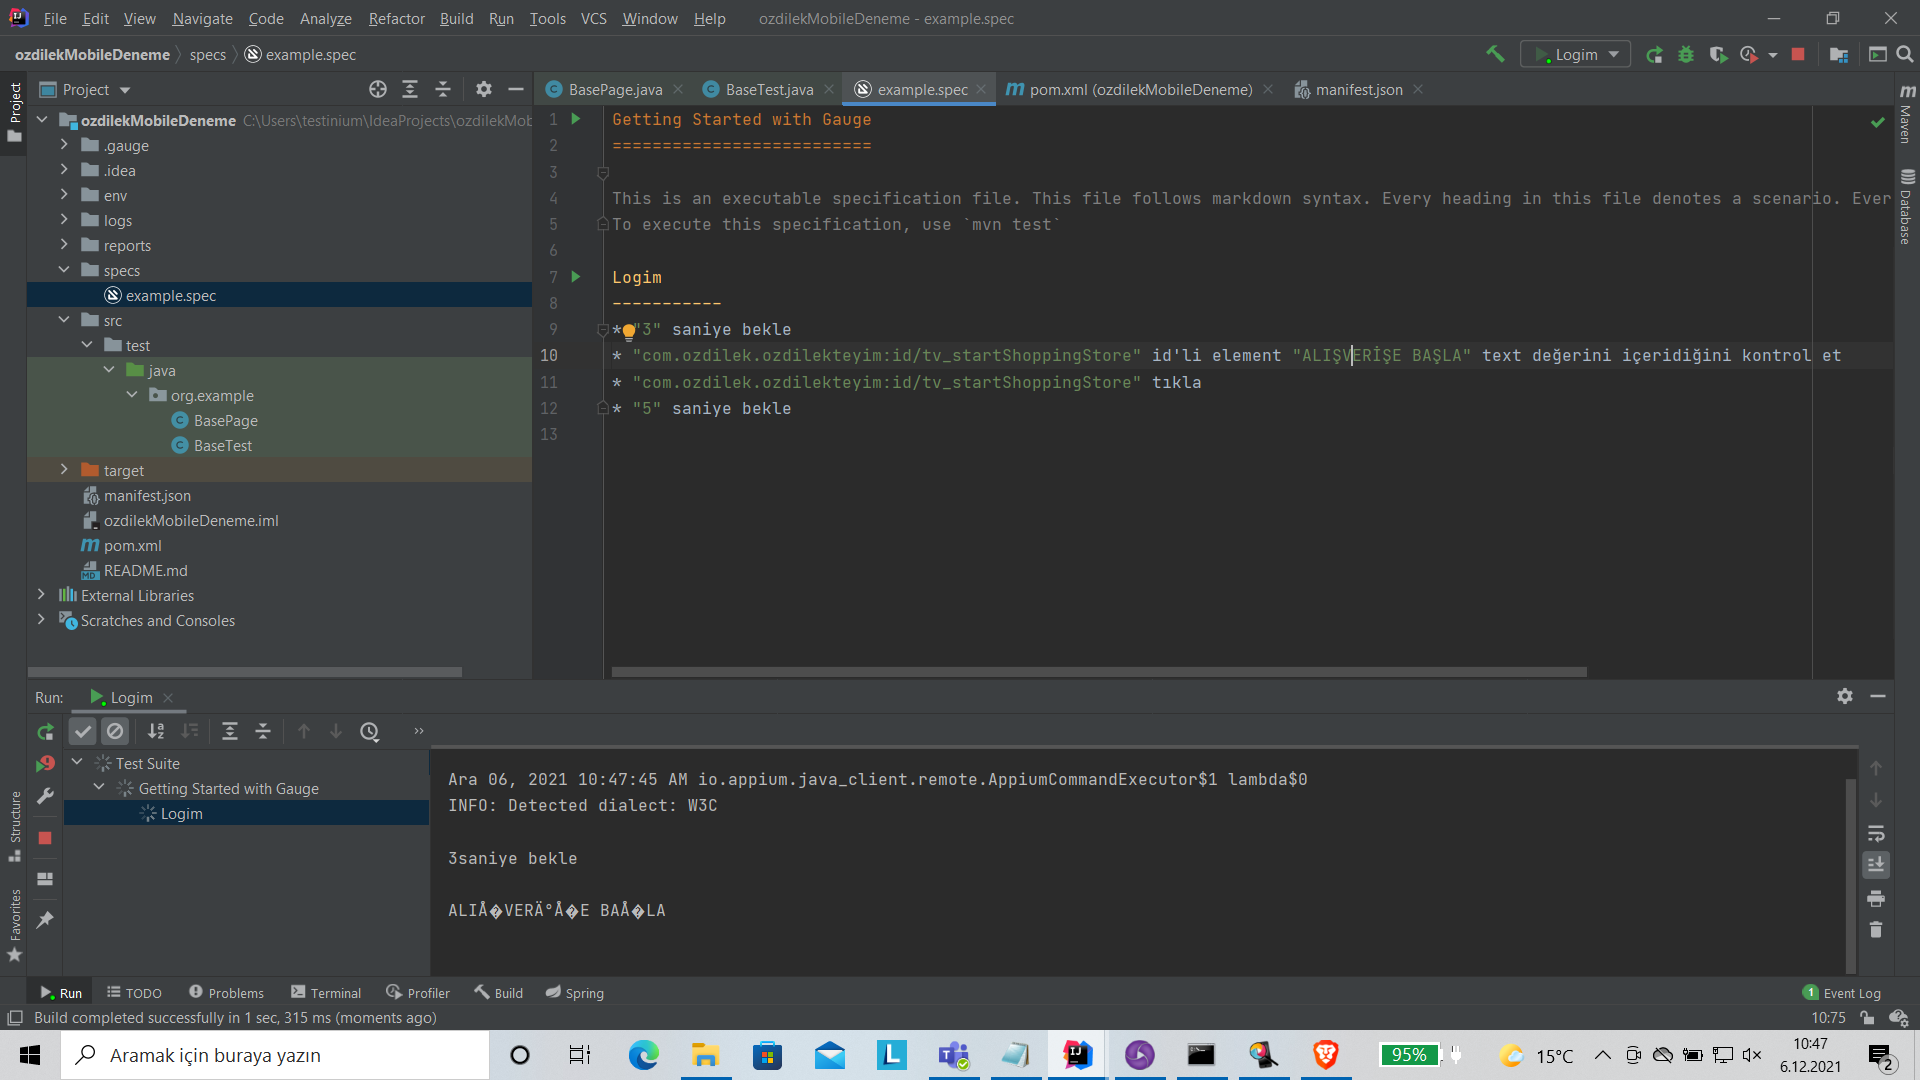 File Edit View Navigate Code Analyze Refactor Build Run Tools VCS Window Help ozdilekMobileDeneme - example.spec
ozdilekMobileDeneme specs example.spec Logim
Project
BasePage.java BaseTest.java example.spec pom.xml (ozdilekMobileDeneme) manifest.json
Project
Maven
Database
ozdilekMobileDeneme C:\Users\testinium\IdeaProjects\ozdilekMob
.gauge
.idea
env
logs
reports
specs
example.spec
src
test
java
org.example
BasePage
BaseTest
target
manifest.json
ozdilekMobileDeneme.iml
pom.xml
README.md
External Libraries
Scratches and Consoles
1 Getting Started with Gauge
2 ==========================
3
4 This is an executable specification file. This file follows markdown syntax. Every heading in this file denotes a scenario. Ever
5 To execute this specification, use `mvn test`
6
7 Logim
8 -----------
9 * "3" saniye bekle
10 * "com.ozdilek.ozdilekteyim:id/tv_startShoppingStore" id'li element "ALIŞVERİŞE BAŞLA" text değerini içeridiğini kontrol et
11 * "com.ozdilek.ozdilekteyim:id/tv_startShoppingStore" tıkla
12 * "5" saniye bekle
13
Run: Logim
Test Suite
Getting Started with Gauge
Logim
Ara 06, 2021 10:47:45 AM io.appium.java_client.remote.AppiumCommandExecutor$1 lambda$0
INFO: Detected dialect: W3C
3saniye bekle
ALIÅ�VERÄ°Å�E BAÅ�LA
Structure
Favorites
Run TODO Problems Terminal Profiler Build Spring 1 Event Log
Build completed successfully in 1 sec, 315 ms (moments ago) 10:75
Aramak için buraya yazın 95% 15°C 10:47
6.12.2021
2